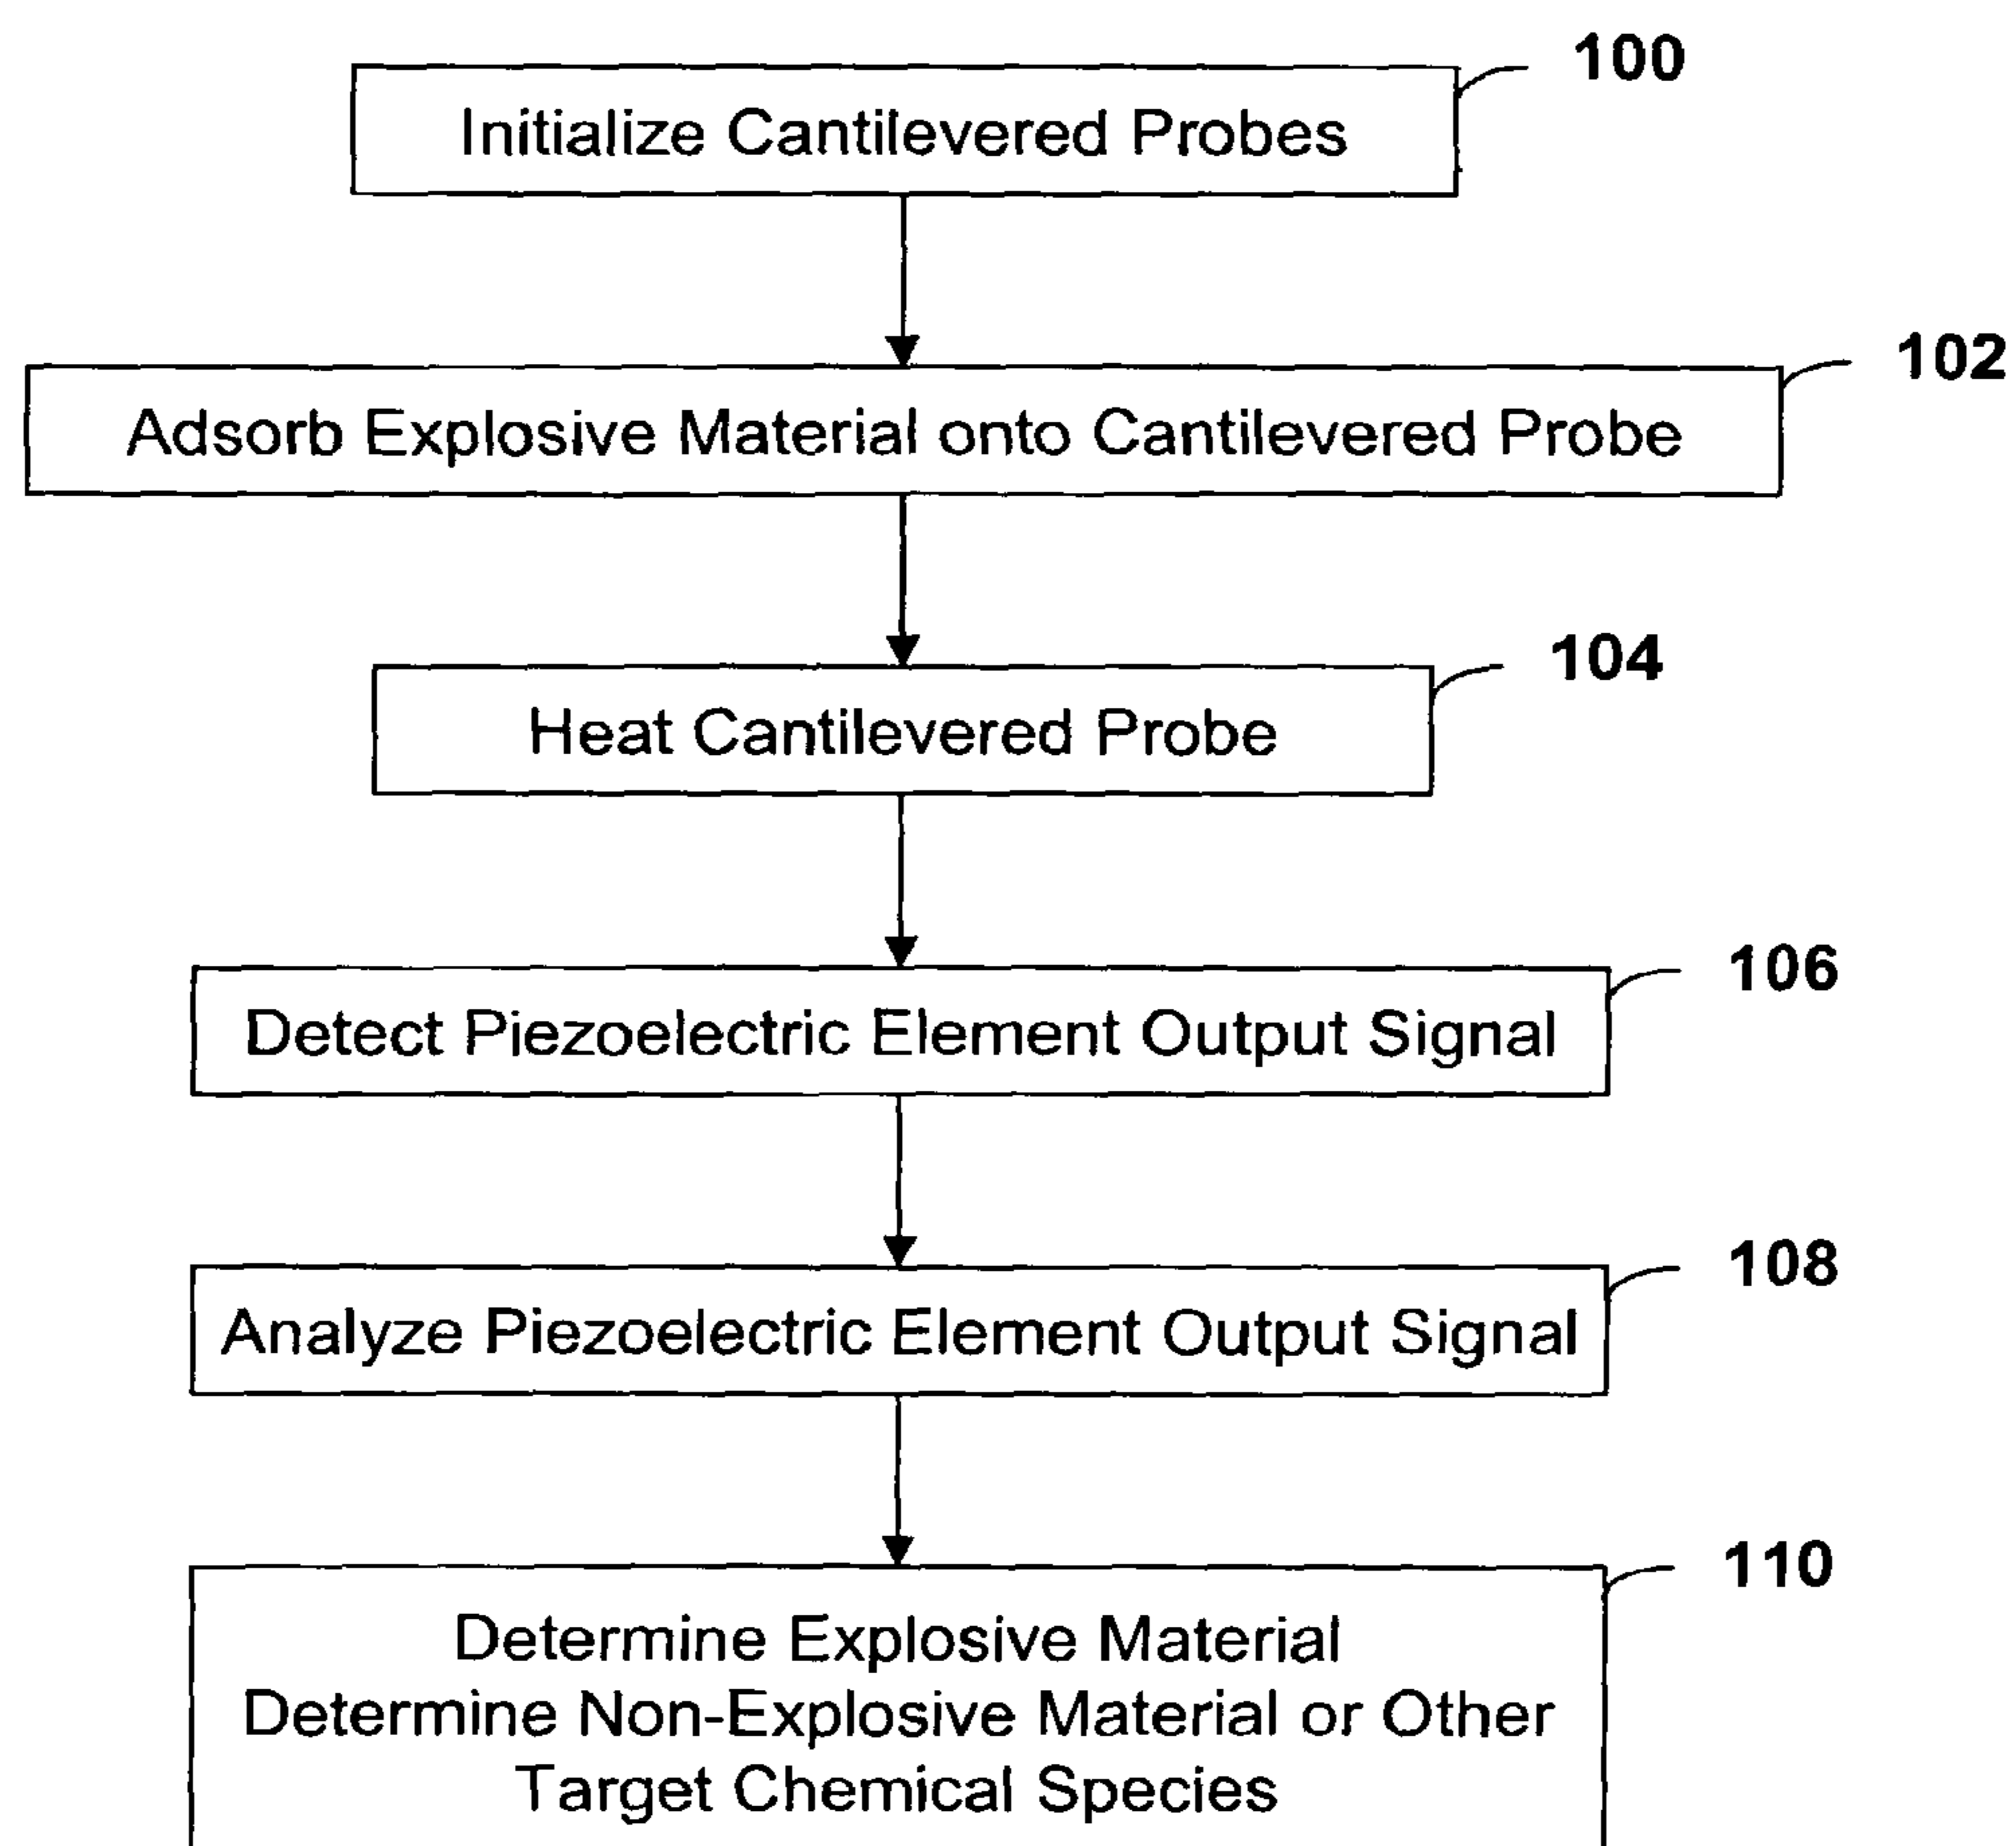 100
Initialize Cantilevered Probes
102
Adsorb Explosive Material onto Cantilevered Probe
104
Heat Cantilevered Probe
106
Detect Piezoelectric Element Output Signal
108
Analyze Piezoelectric Element Output Signal
110
Determine Explosive Material
Determine Non-Explosive Material or Other
Target Chemical Species